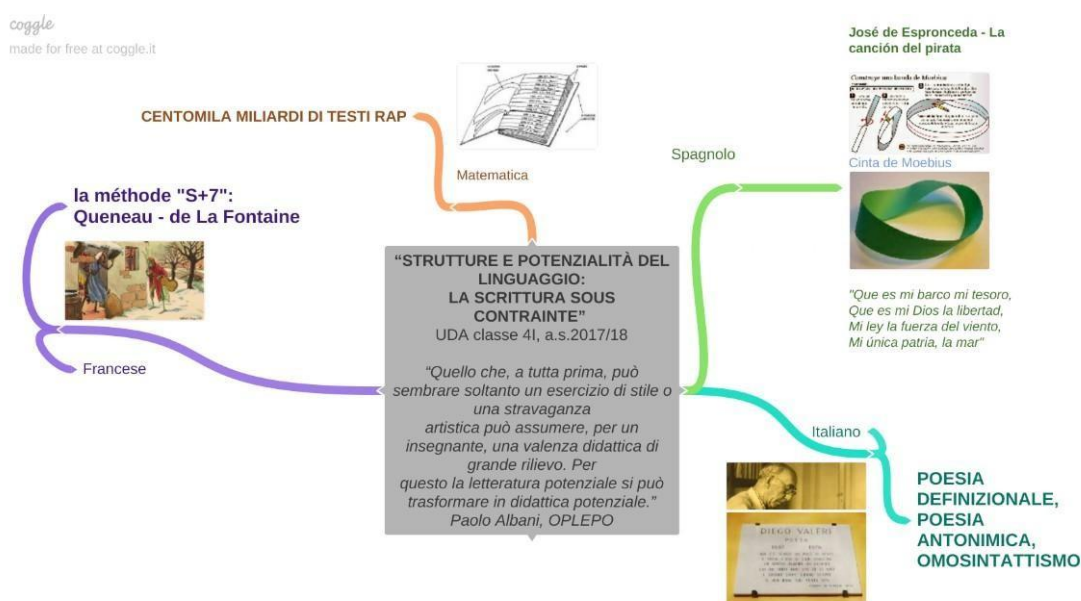 coggle
made for free at coggle.it
José de Espronceda - La
canción del pirata
CENTOMILA MILIARDI DI TESTI RAP
Matematica
Spagnolo
Cinta de Moebius
la méthode "S+7":
Queneau - de La Fontaine
Francese
“STRUTTURE E POTENZIALITÀ DEL
LINGUAGGIO:
LA SCRITTURA SOUS
CONTRAINTE”
UDA classe 4I, a.s.2017/18
“Quello che, a tutta prima, può
sembrare soltanto un esercizio di stile o
una stravaganza
artistica può assumere, per un
insegnante, una valenza didattica di
grande rilievo. Per
questo la letteratura potenziale si può
trasformare in didattica potenziale.”
Paolo Albani, OPLEPO
"Que es mi barco mi tesoro,
Que es mi Dios la libertad,
Mi ley la fuerza del viento,
Mi única patria, la mar"
Italiano
POESIA
DEFINIZIONALE,
POESIA
ANTONIMICA,
OMOSINTATTISMO
DIEGO VALERI
POETA